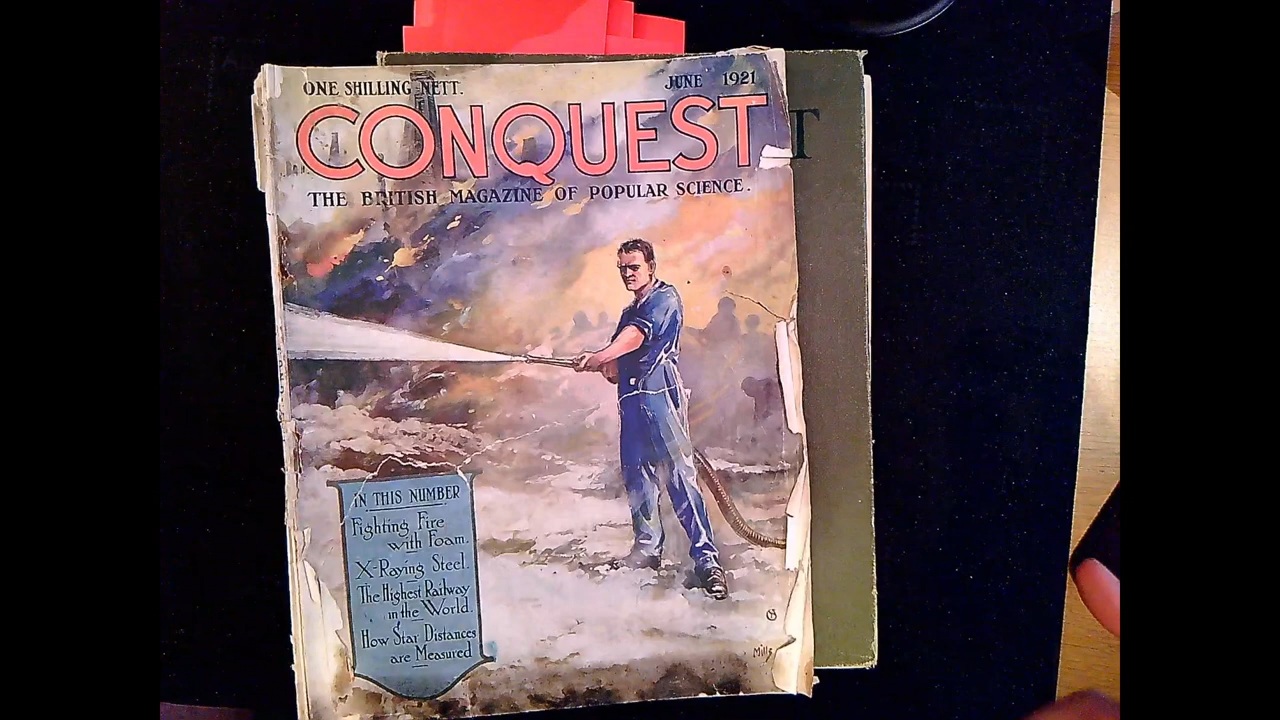 ONE SHILLING NETT. JUNE 1921
CONQUEST
T
THE BRITISH MAGAZINE OF POPULAR SCIENCE.
IN THIS NUMBER
Fighting Fire
with Foam.
X-Raying Steel.
The Highest Railway
in the World.
How Star Distances
are Measured
Mills